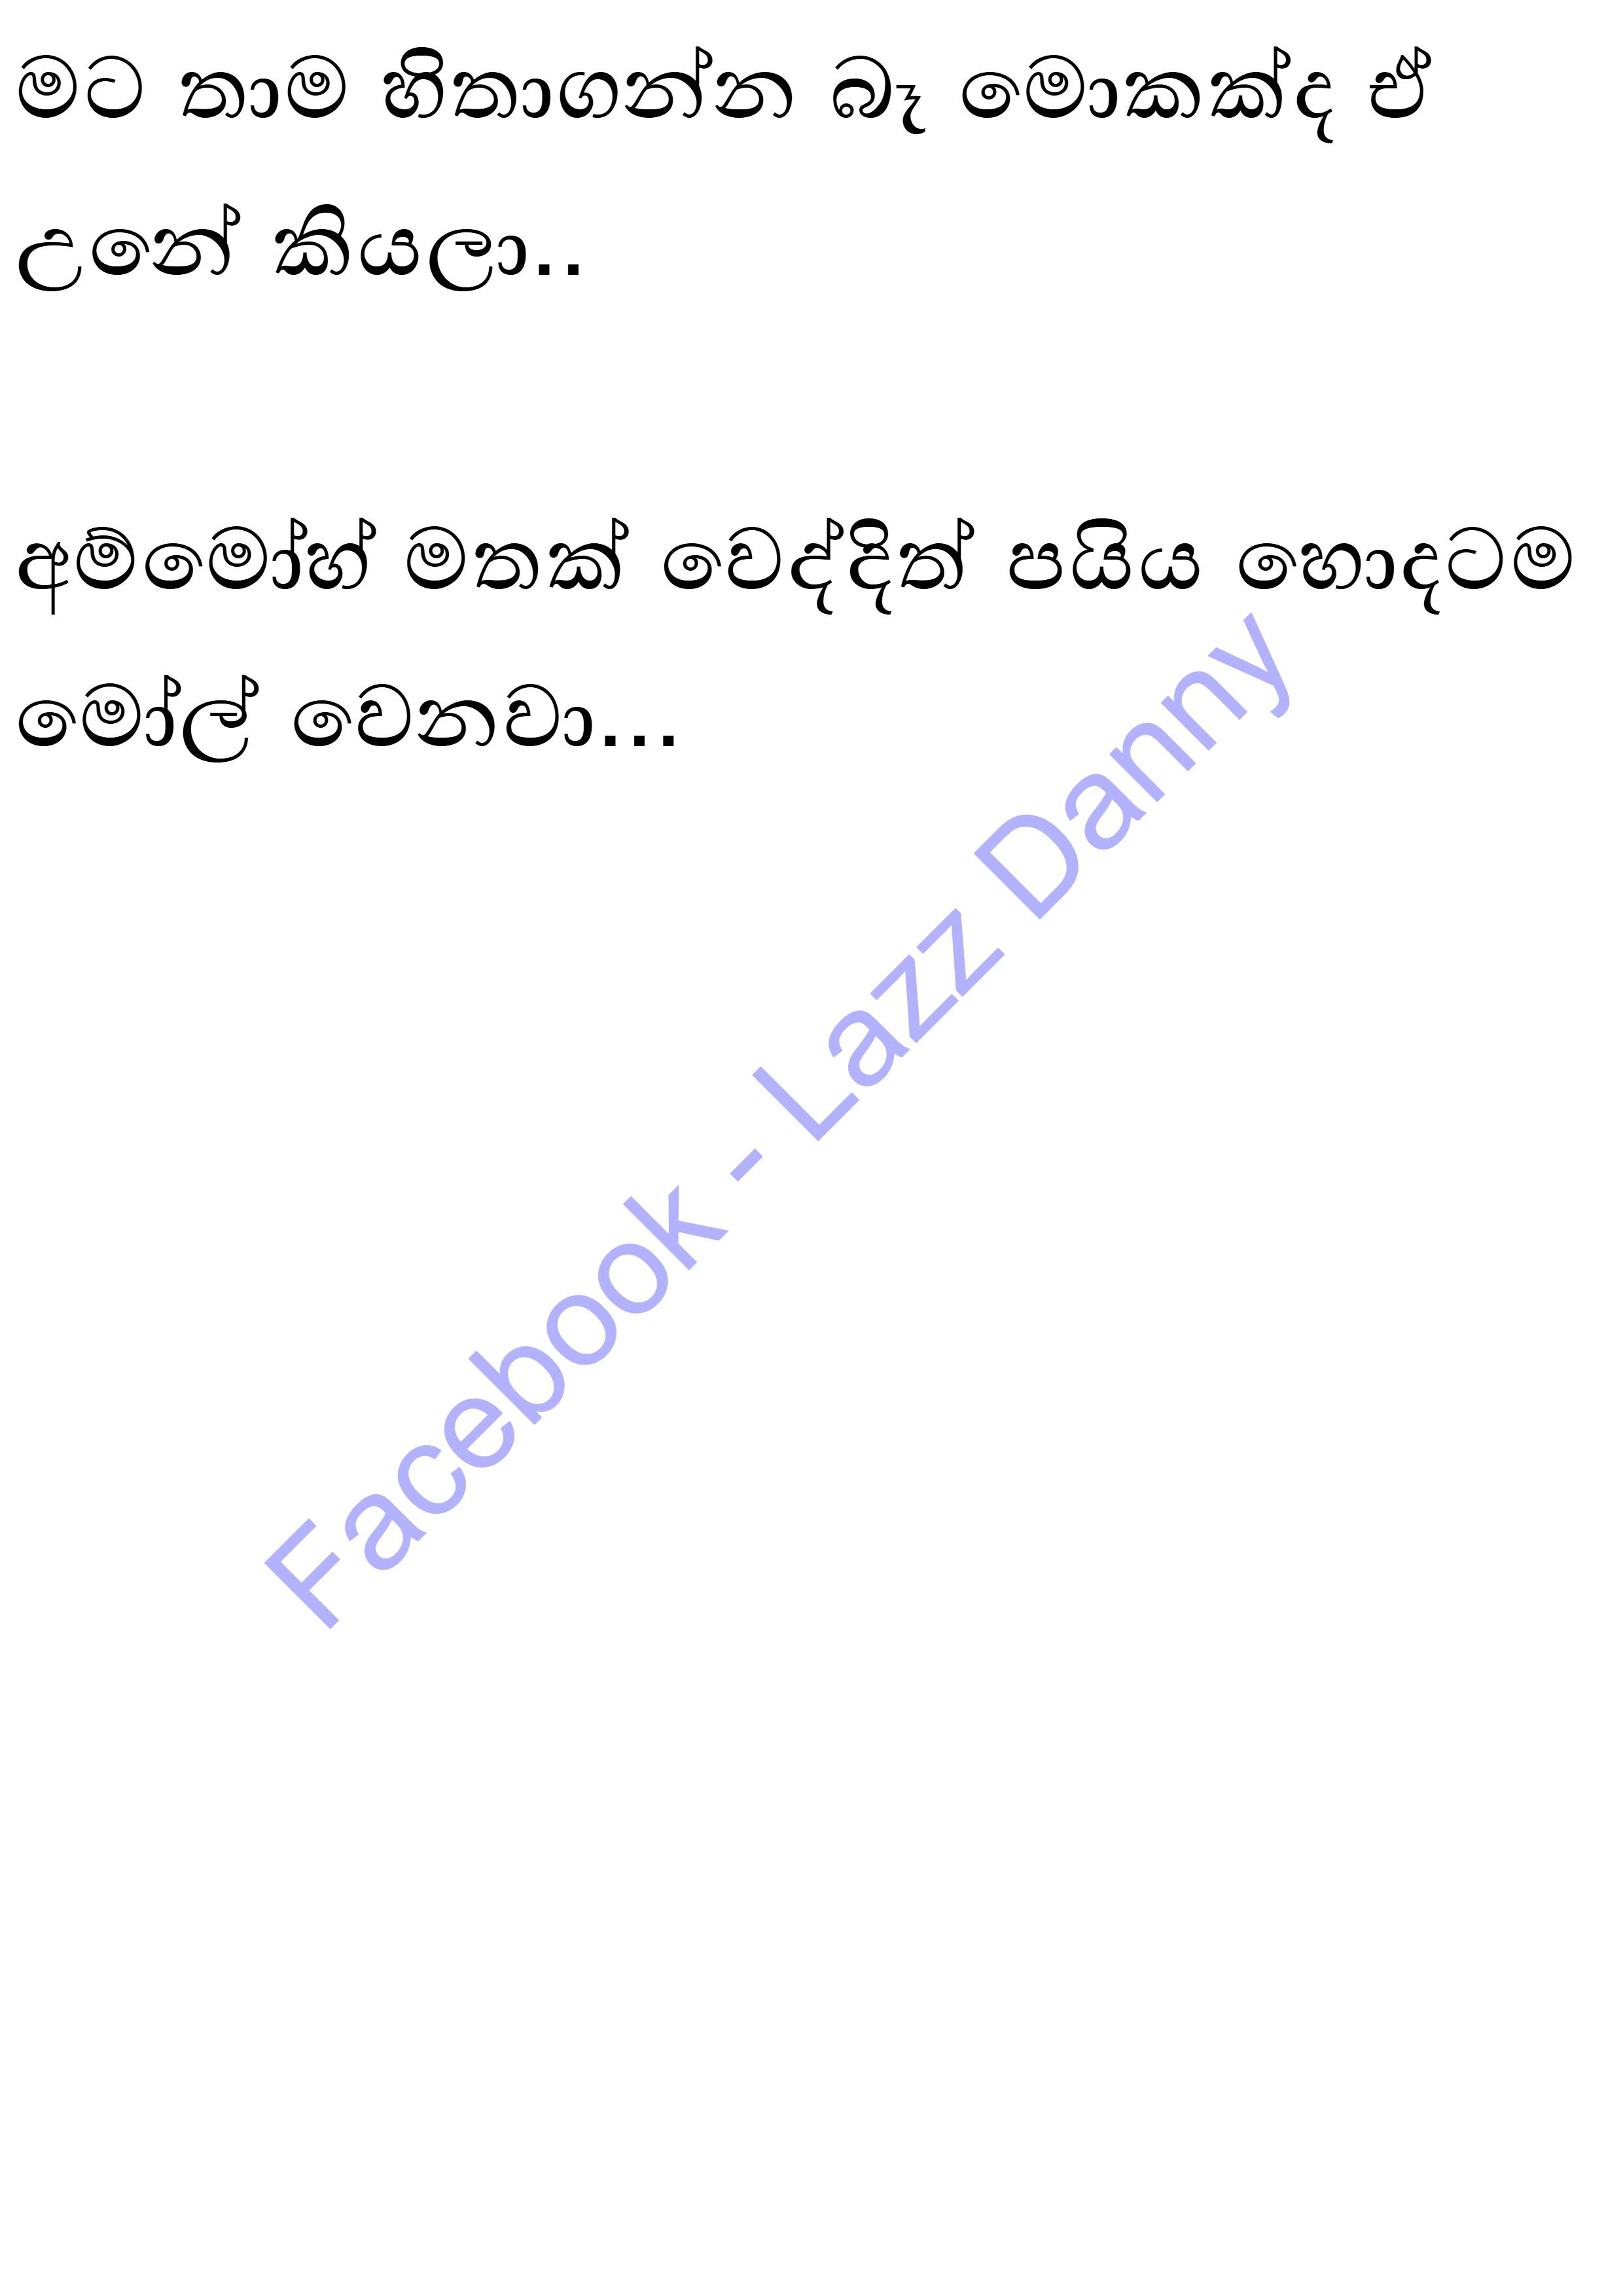 මට නාම හිතාගන්න බෑ මොකක්ද ඒ
උනේ කියලා..
අම්මෝහ් මතක් වෙද්දිත් පයිය හොදටම
මෝල් වෙනවා...
Facebook - Lazz Danny